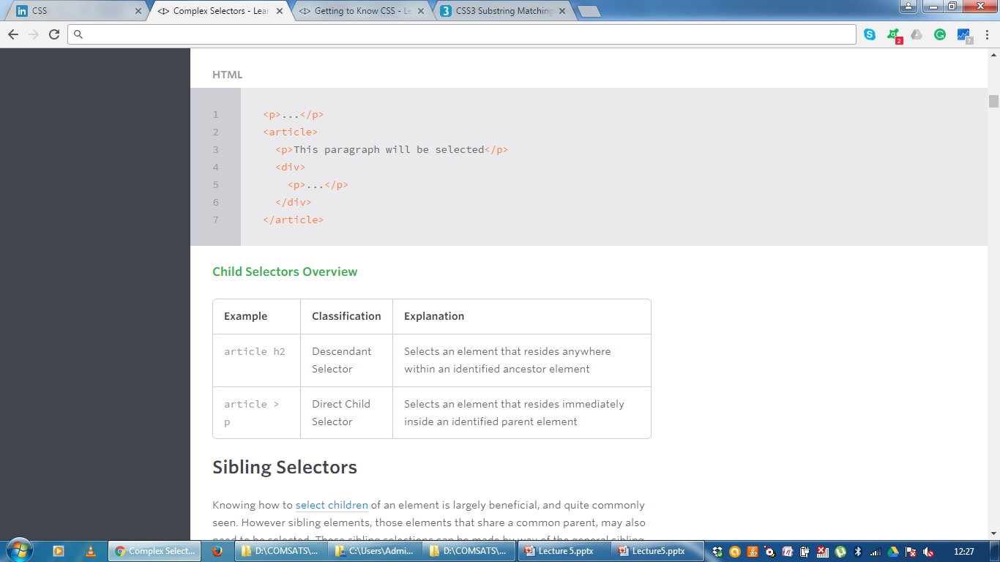 CSS
Complex Selectors - Lear
Getting to Know CSS - Le
CSS3 Substring Matching
2
7
HTML
1 <p>...</p>
2 <article>
3 <p>This paragraph will be selected</p>
4 <div>
5 <p>...</p>
6 </div>
7 </article>
Child Selectors Overview
Example Classification Explanation
article h2 Descendant Selects an element that resides anywhere
Selector within an identified ancestor element
article > Direct Child Selects an element that resides immediately
p Selector inside an identified parent element
Sibling Selectors
Knowing how to select children of an element is largely beneficial, and quite commonly
seen. However sibling elements, those elements that share a common parent, may also
need to be selected. These sibling selections can be made by way of the general sibling
Complex Select... D:\COMSATS\... C:\Users\Admi... D:\COMSATS\... Lecture 5.pptx Lecture5.pptx 12:27